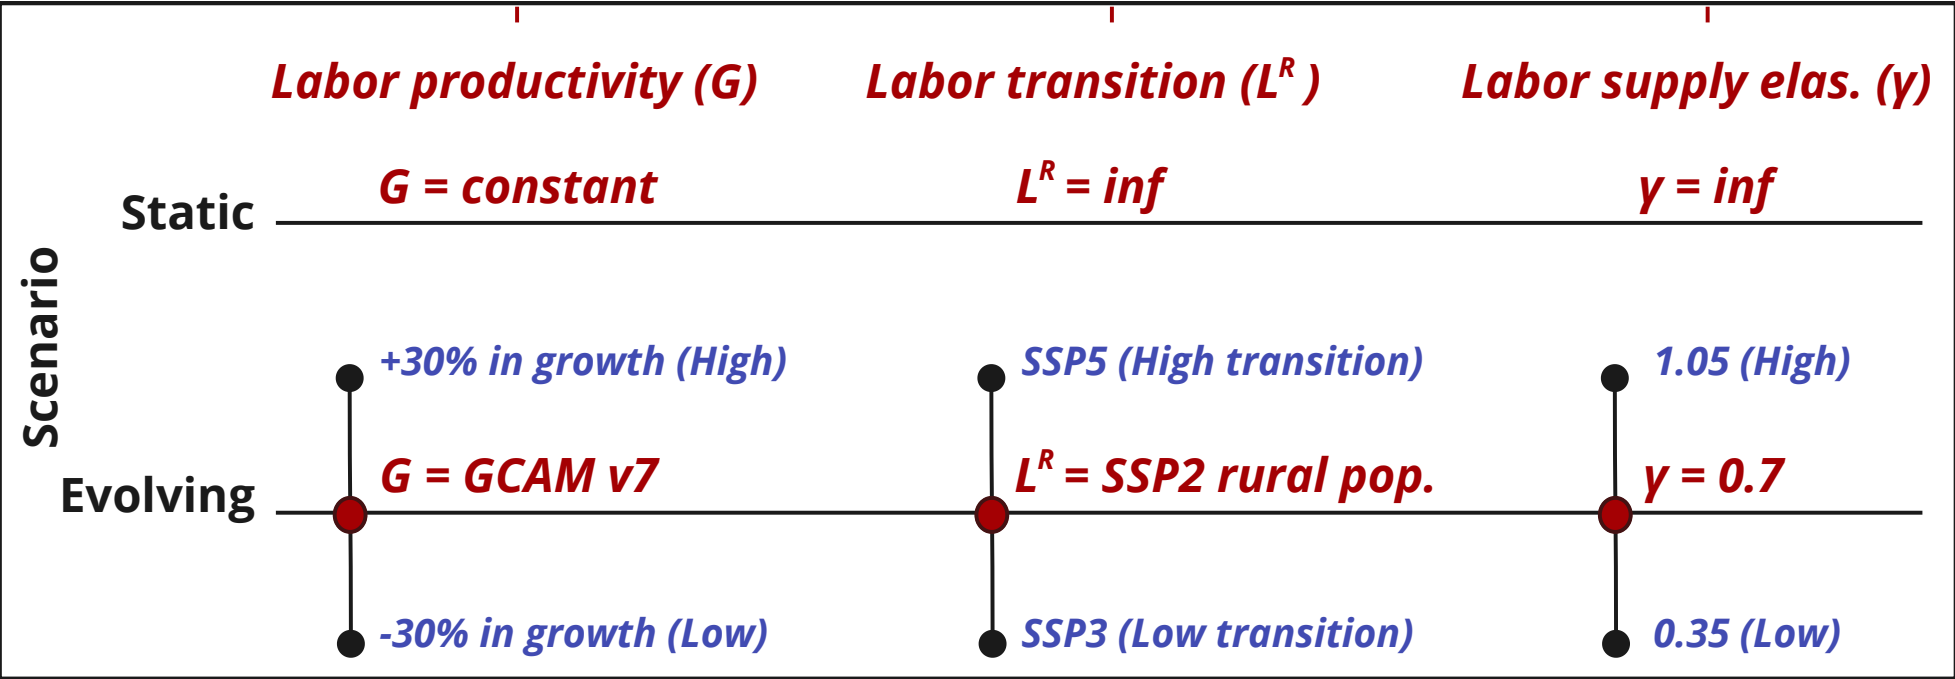 Labor productivity (G)
Labor transition (L^R )
Labor supply elas. (γ)
Scenario
Static
G = constant
L^R = inf
γ = inf
+30% in growth (High)
SSP5 (High transition)
1.05 (High)
Evolving
G = GCAM v7
L^R = SSP2 rural pop.
γ = 0.7
-30% in growth (Low)
SSP3 (Low transition)
0.35 (Low)